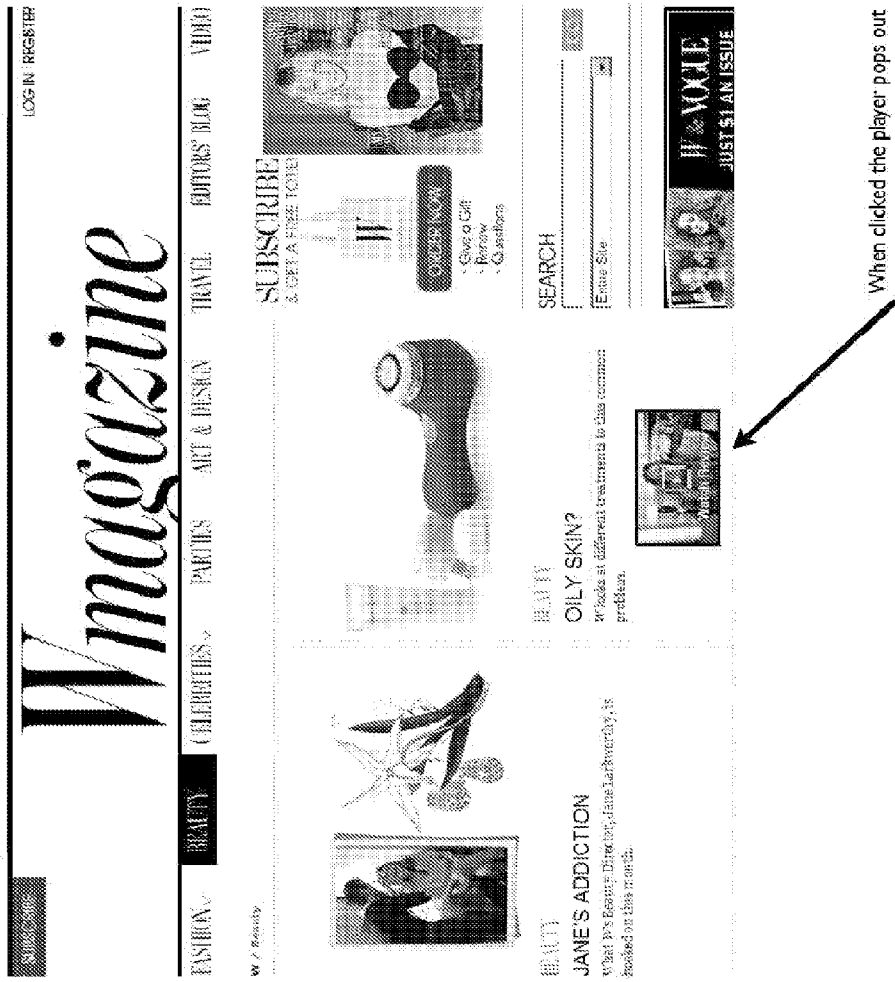 SUBSCRIBE
LOG IN | REGISTER
W magazine
FASHION
BEAUTY
CELEBRITIES
PARTIES
ART & DESIGN
TRAVEL
EDITORS' BLOG
VIDEO
W / Beauty
BEAUTY
JANE'S ADDICTION
What W's Beauty Director, Jane Larkworthy, is
hooked on this month.
BEAUTY
OILY SKIN?
W looks at different treatments to this common
problem.
SUBSCRIBE
& GET A FREE TOTE!
W
ORDER NOW
• Give a Gift
• Renew
• Questions
SEARCH
Entire Site
W & VOGUE
JUST $1 AN ISSUE
When clicked the player pops out